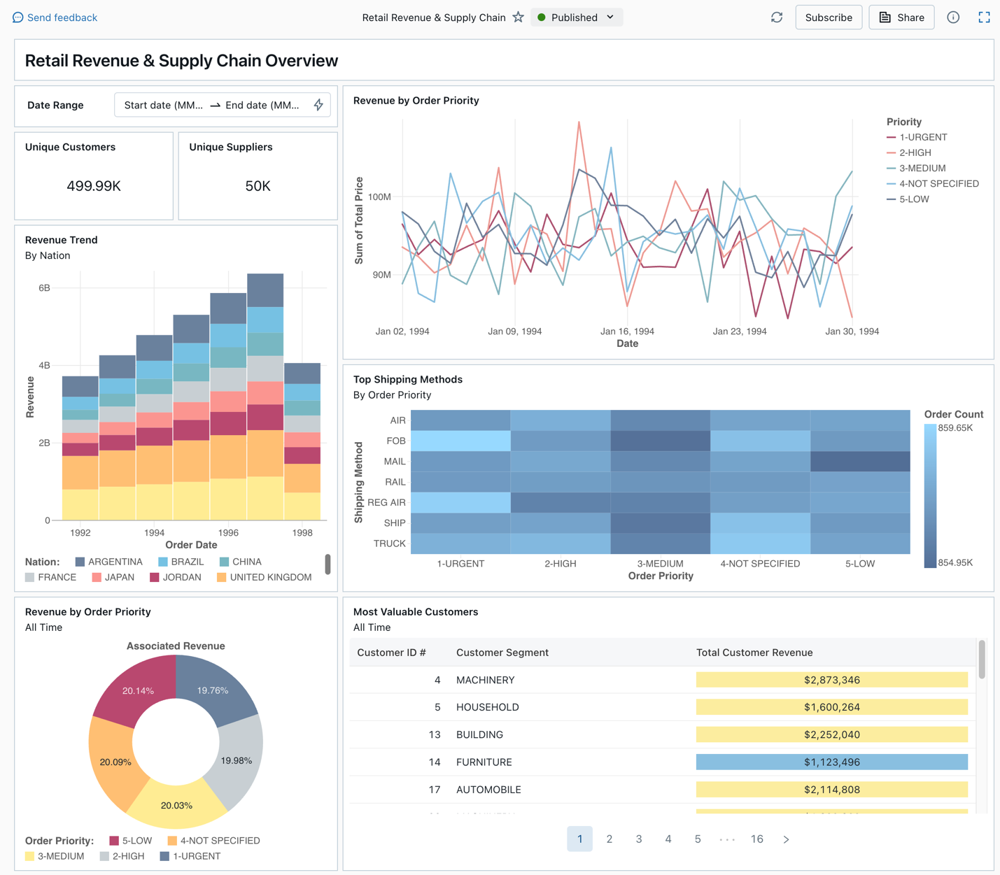 Send feedback
Retail Revenue & Supply Chain
Published
Subscribe
Share
Retail Revenue & Supply Chain Overview
Date Range
Start date (MM... → End date (MM...
Unique Customers
499.99K
Unique Suppliers
50K
Revenue Trend
By Nation
Revenue
6B
4B
2B
0
1992 1994 1996 1998
Order Date
Nation: ARGENTINA BRAZIL CHINA
FRANCE JAPAN JORDAN UNITED KINGDOM
Revenue by Order Priority
Sum of Total Price
100M
90M
Jan 02, 1994 Jan 09, 1994 Jan 16, 1994 Jan 23, 1994 Jan 30, 1994
Date
Priority
1-URGENT
2-HIGH
3-MEDIUM
4-NOT SPECIFIED
5-LOW
Top Shipping Methods
By Order Priority
Shipping Method
AIR
FOB
MAIL
RAIL
REG AIR
SHIP
TRUCK
1-URGENT 2-HIGH 3-MEDIUM 4-NOT SPECIFIED 5-LOW
Order Priority
Order Count
859.65K
854.95K
Revenue by Order Priority
All Time
Associated Revenue
20.14% 19.76%
20.09% 19.98%
20.03%
Order Priority: 5-LOW 4-NOT SPECIFIED
3-MEDIUM 2-HIGH 1-URGENT
Most Valuable Customers
All Time
Customer ID # Customer Segment Total Customer Revenue
4 MACHINERY $2,873,346
5 HOUSEHOLD $1,600,264
13 BUILDING $2,252,040
14 FURNITURE $1,123,496
17 AUTOMOBILE $2,114,808
1 2 3 4 5 ••• 16 >